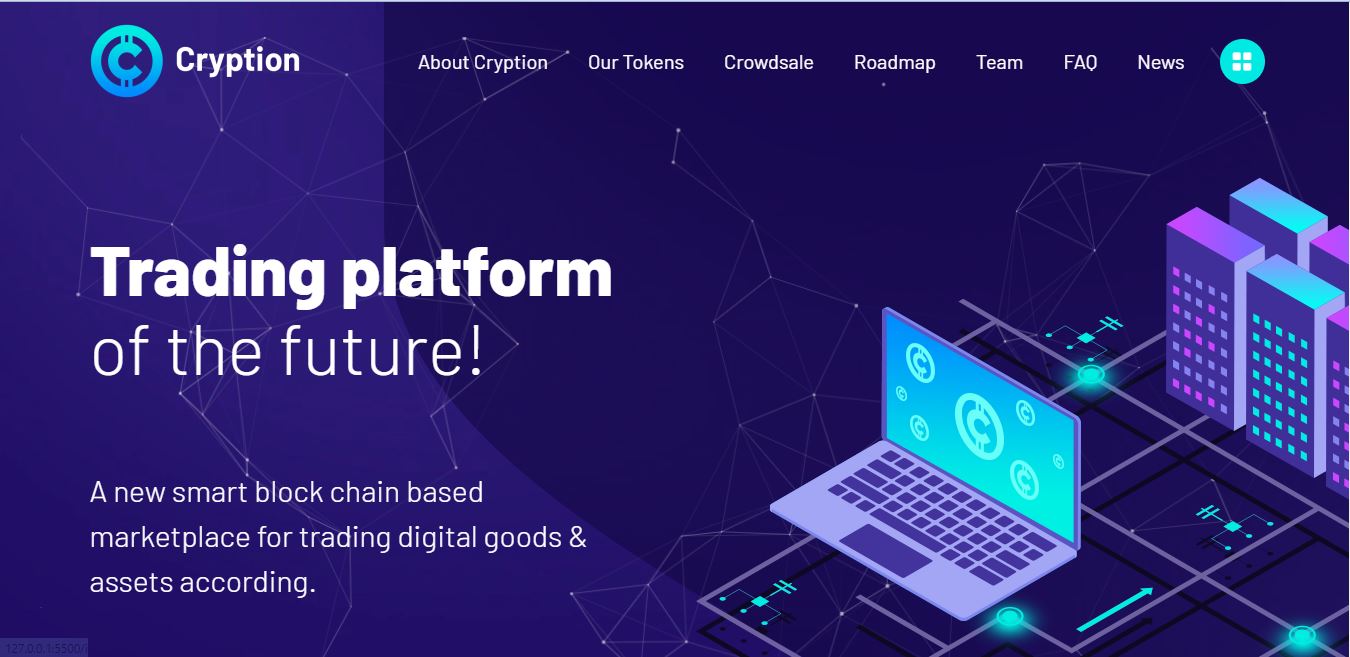 Cryption
About Cryption Our Tokens Crowdsale Roadmap Team FAQ News
Trading platform
of the future!
A new smart block chain based
marketplace for trading digital goods &
assets according.
127.0.0.1:5500/